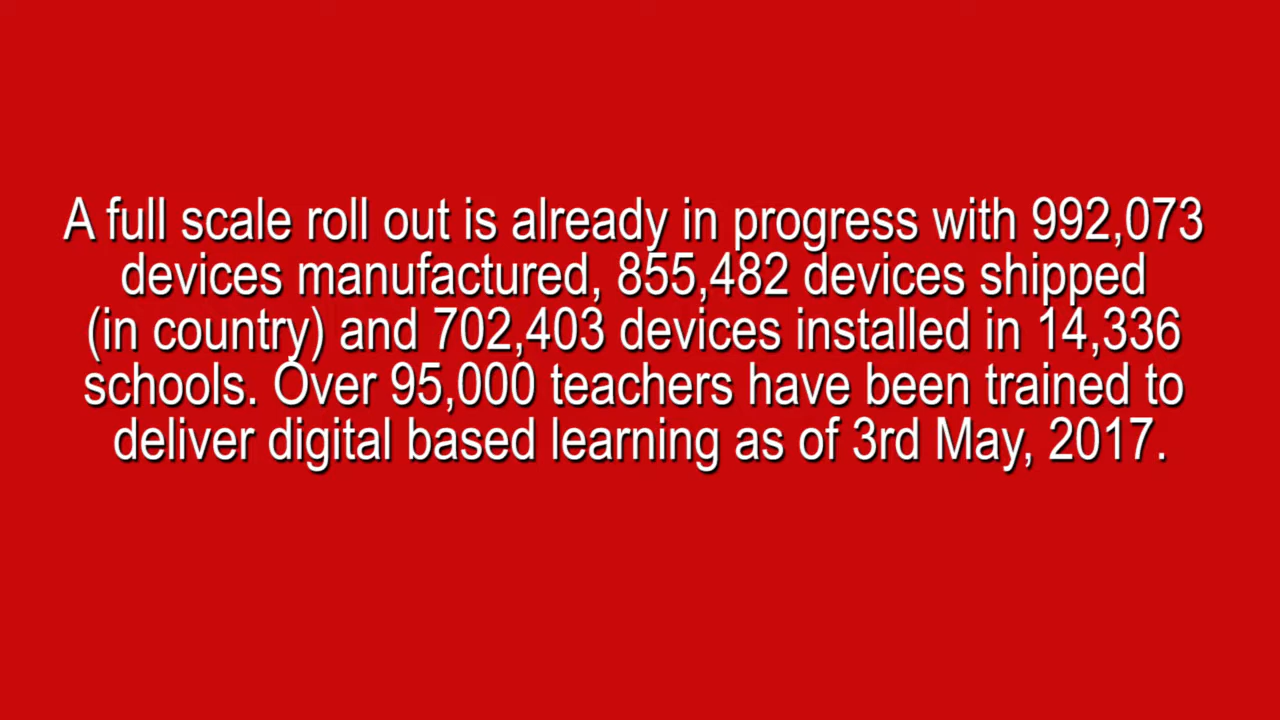 A full scale roll out is already in progress with 992,073
devices manufactured, 855,482 devices shipped
(in country) and 702,403 devices installed in 14,336
schools. Over 95,000 teachers have been trained to
deliver digital based learning as of 3rd May, 2017.